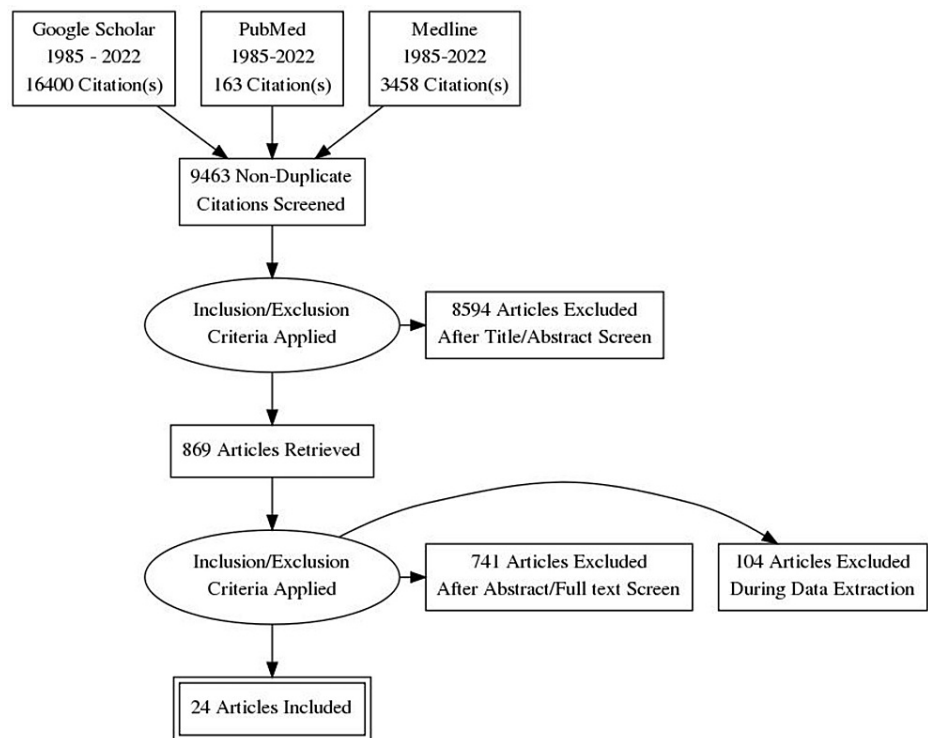 Google Scholar
1985 - 2022
16400 Citation(s)
PubMed
1985-2022
163 Citation(s)
Medline
1985-2022
3458 Citation(s)
9463 Non-Duplicate
Citations Screened
Inclusion/Exclusion
Criteria Applied
8594 Articles Excluded
After Title/Abstract Screen
869 Articles Retrieved
Inclusion/Exclusion
Criteria Applied
741 Articles Excluded
After Abstract/Full text Screen
104 Articles Excluded
During Data Extraction
24 Articles Included